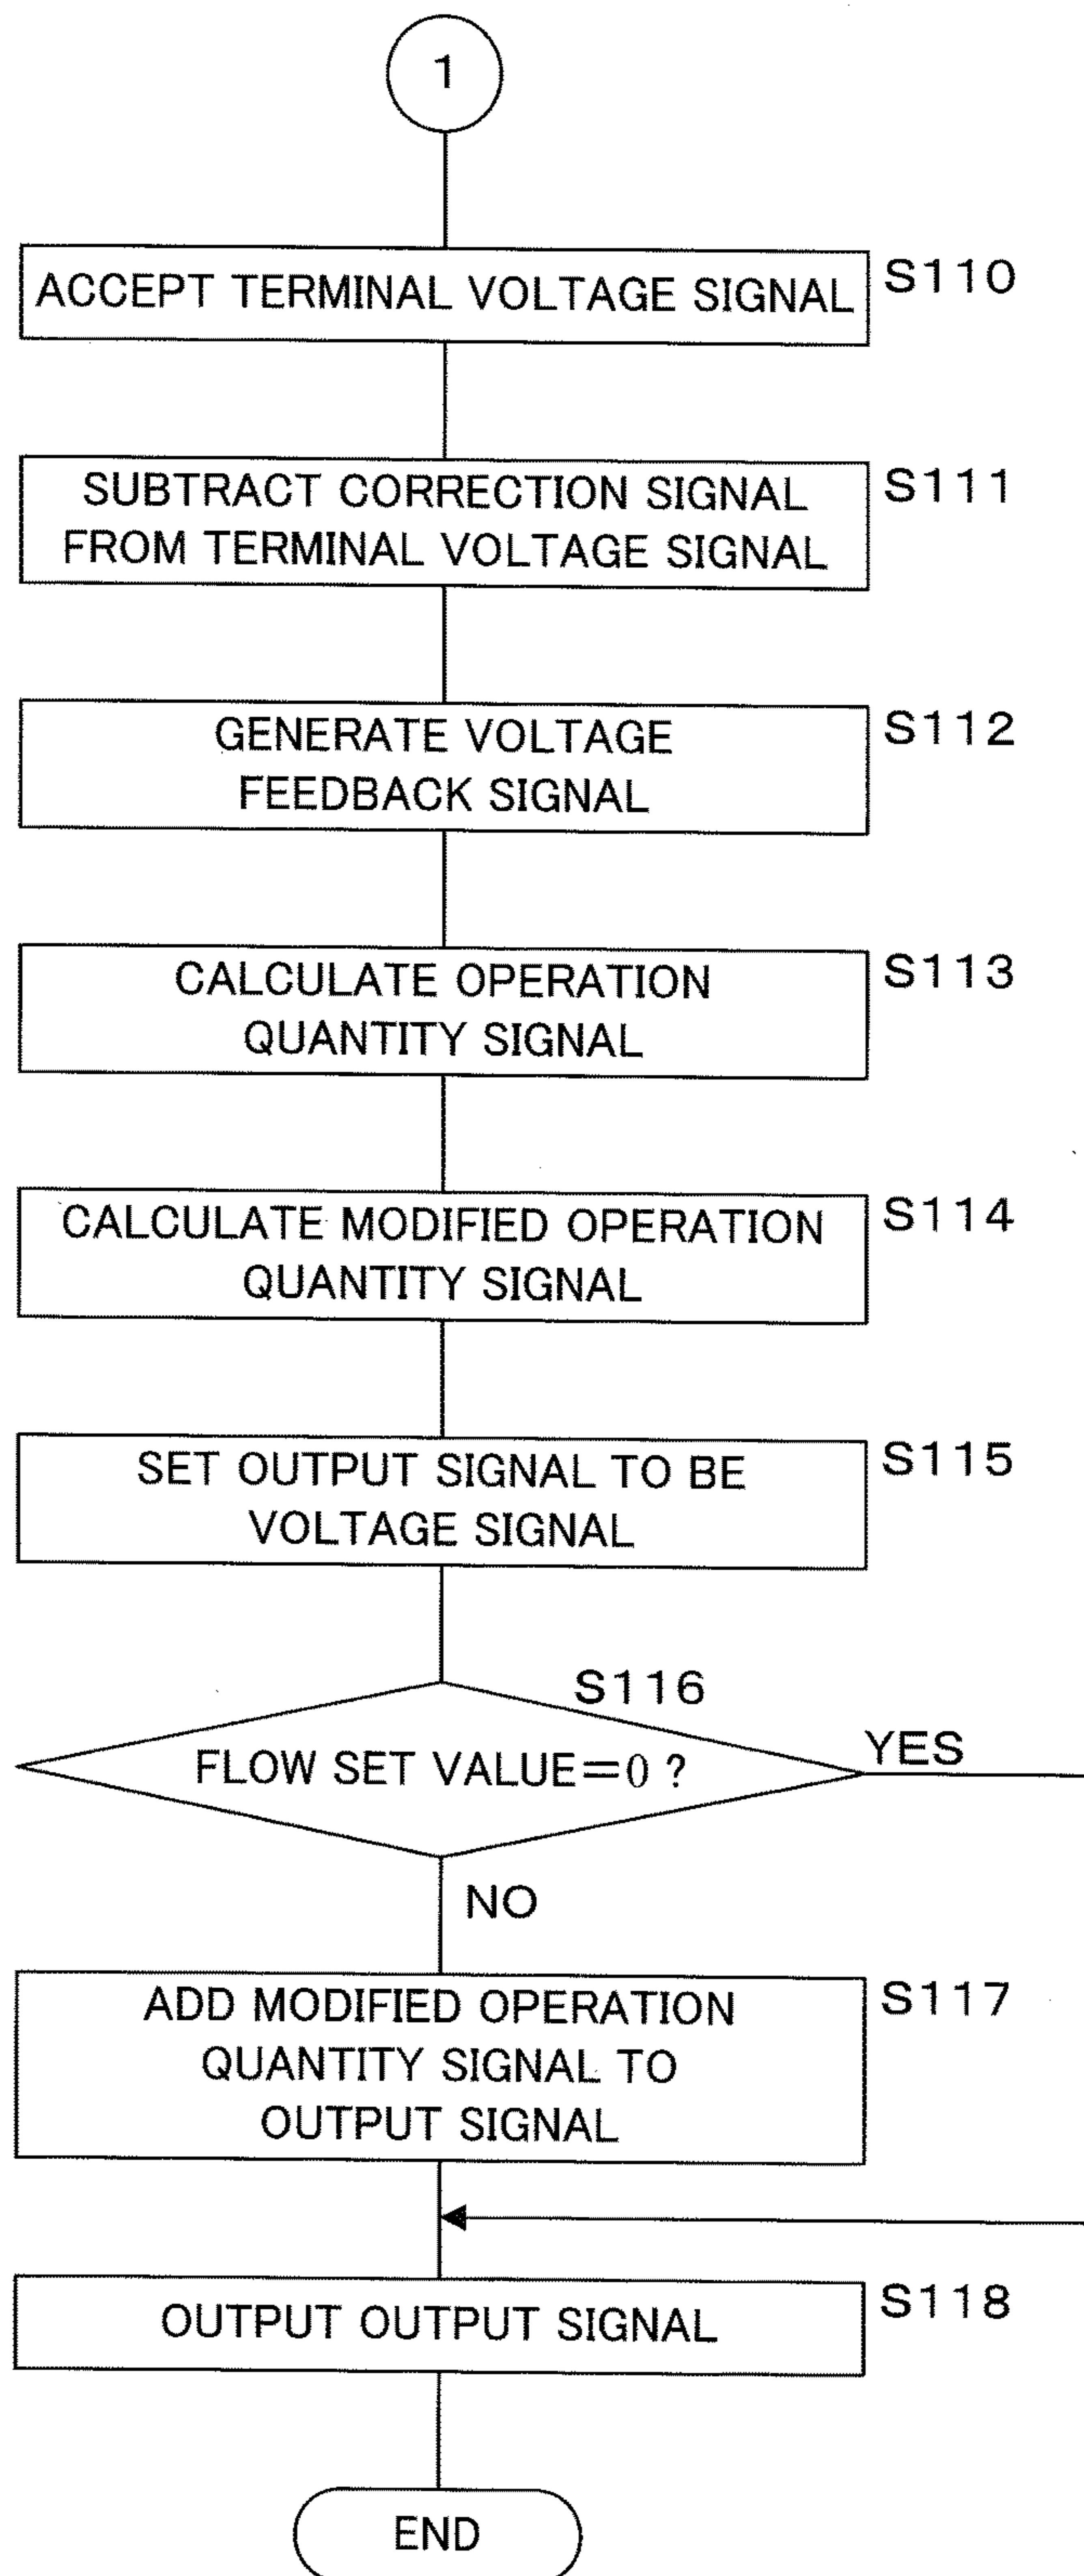 1
ACCEPT TERMINAL VOLTAGE SIGNAL
S110
SUBTRACT CORRECTION SIGNAL
FROM TERMINAL VOLTAGE SIGNAL
S111
GENERATE VOLTAGE
FEEDBACK SIGNAL
S112
CALCULATE OPERATION
QUANTITY SIGNAL
S113
CALCULATE MODIFIED OPERATION
QUANTITY SIGNAL
S114
SET OUTPUT SIGNAL TO BE
VOLTAGE SIGNAL
S115
S116
FLOW SET VALUE=0 ?
YES
NO
ADD MODIFIED OPERATION
QUANTITY SIGNAL TO
OUTPUT SIGNAL
S117
OUTPUT OUTPUT SIGNAL
S118
END